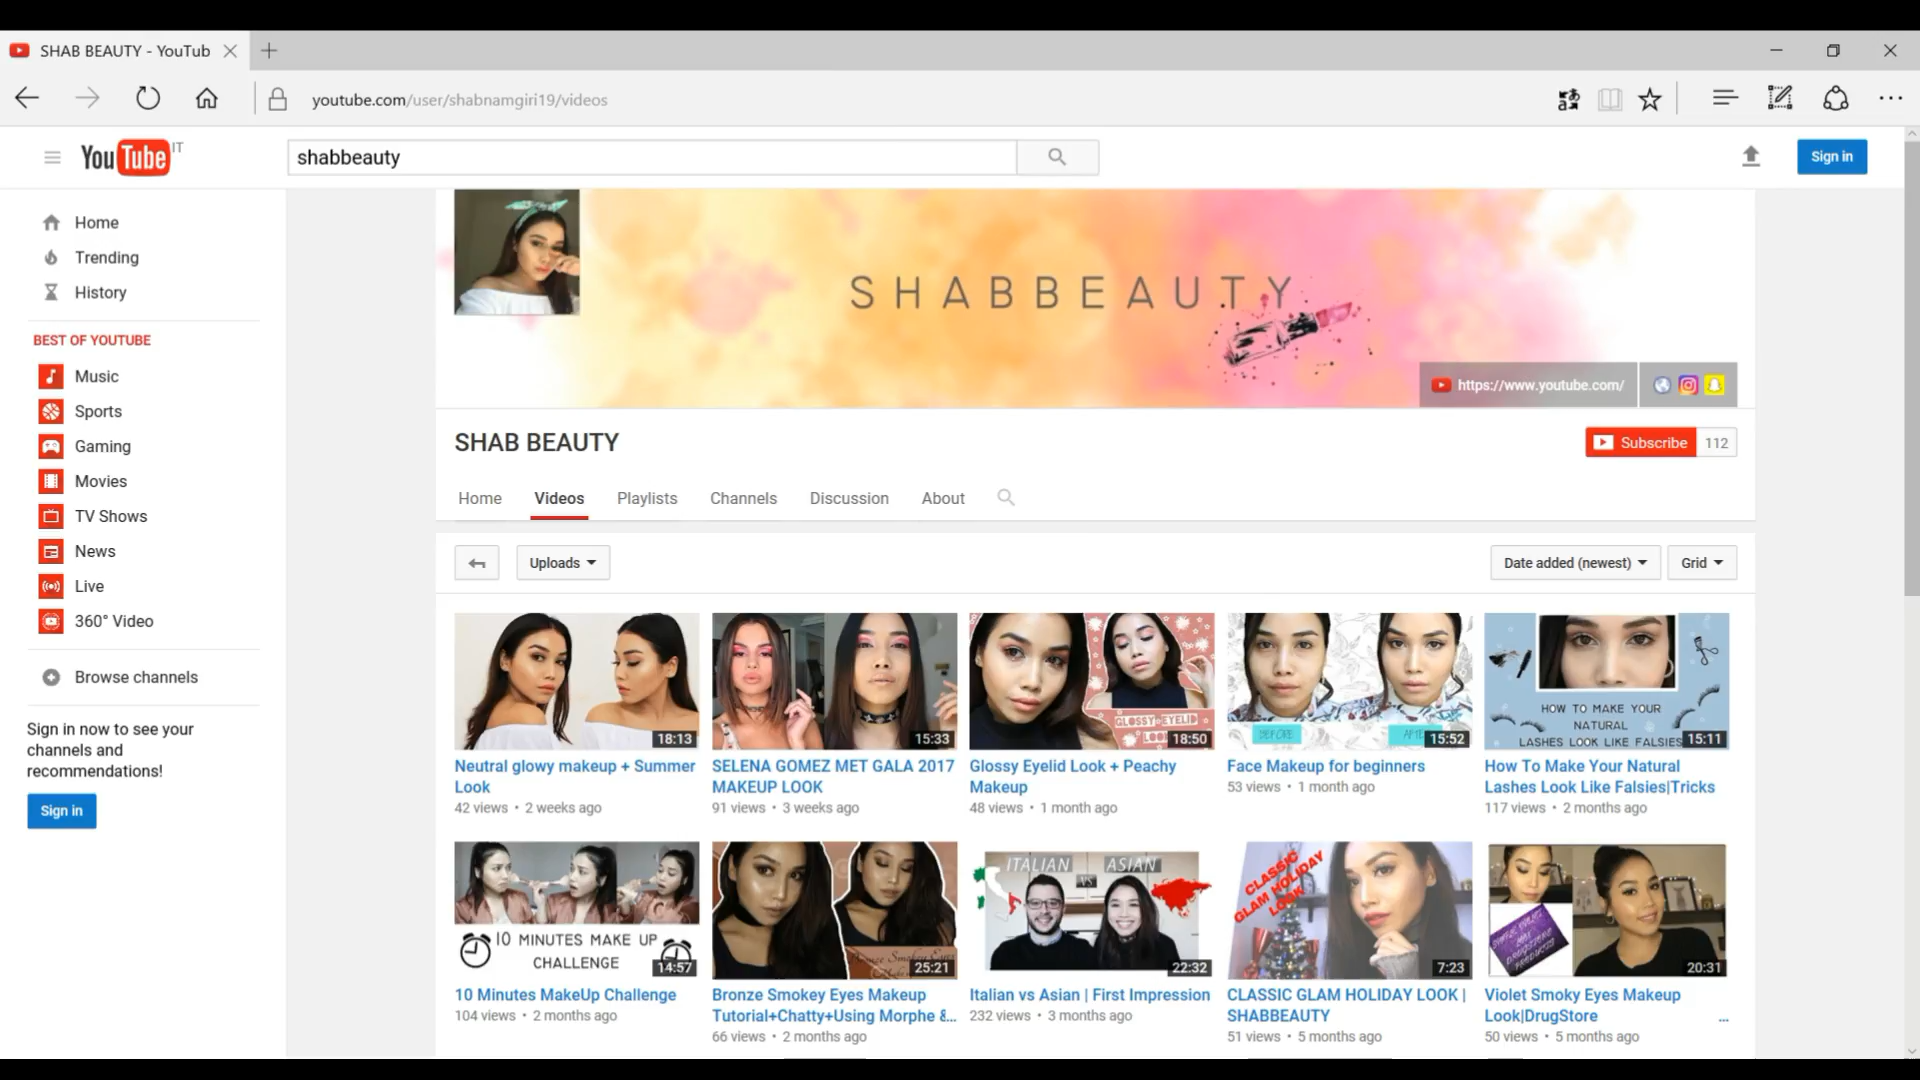 SHAB BEAUTY - YouTub
youtube.com/user/shabnamgiri19/videos
YouTube IT
shabbeauty
Sign in
Home
Trending
History
BEST OF YOUTUBE
Music
Sports
Gaming
Movies
TV Shows
News
Live
360° Video
Browse channels
Sign in now to see your
channels and
recommendations!
Sign in
SHABBEAUTY
https://www.youtube.com/
SHAB BEAUTY
Subscribe 112
Home Videos Playlists Channels Discussion About
Uploads
Date added (newest) Grid
18:13
Neutral glowy makeup + Summer
Look
42 views • 2 weeks ago
15:33
SELENA GOMEZ MET GALA 2017
MAKEUP LOOK
91 views • 3 weeks ago
GLOSSY EYELID
18:50
Glossy Eyelid Look + Peachy
Makeup
48 views • 1 month ago
BEFORE
15:52
Face Makeup for beginners
53 views • 1 month ago
HOW TO MAKE YOUR
NATURAL
LASHES LOOK LIKE FALSIES
15:11
How To Make Your Natural
Lashes Look Like Falsies|Tricks
117 views • 2 months ago
10 MINUTES MAKE UP
CHALLENGE
14:57
10 Minutes MakeUp Challenge
104 views • 2 months ago
25:21
Bronze Smokey Eyes Makeup
Tutorial+Chatty+Using Morphe &...
66 views • 2 months ago
ITALIAN VS ASIAN
22:32
Italian vs Asian | First Impression
232 views • 3 months ago
CLASSIC
GLAM HOLIDAY
LOOK
7:23
CLASSIC GLAM HOLIDAY LOOK |
SHABBEAUTY
51 views • 5 months ago
20:31
Violet Smoky Eyes Makeup
Look|DrugStore ...
50 views • 5 months ago